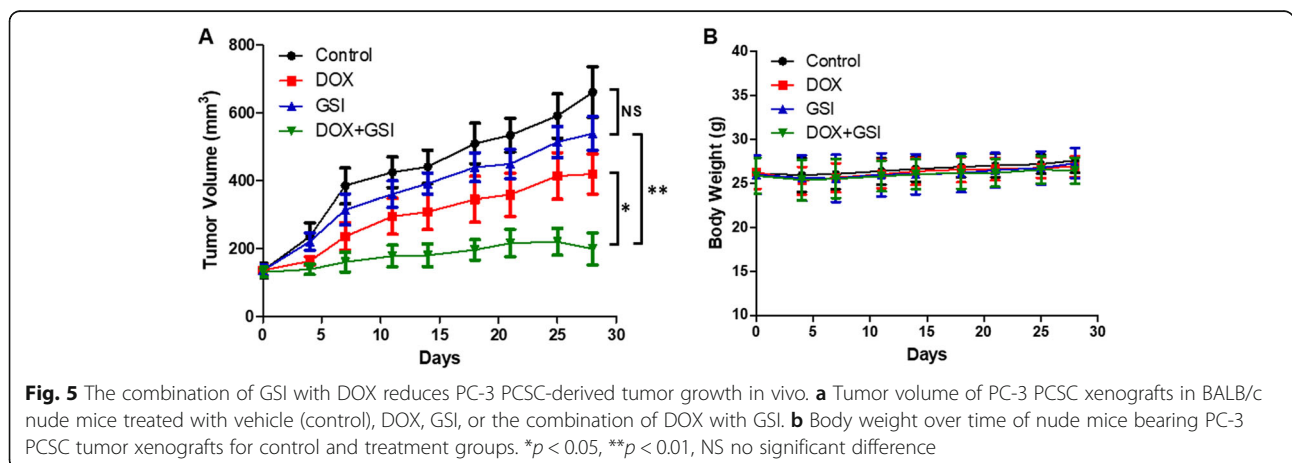 A
800
600
400
200
0
Tumor Volume (mm³)
Control
DOX
GSI
DOX+GSI
NS
*
**
0 5 10 15 20 25 30
Days
B
40
35
30
25
20
15
10
Body Weight (g)
Control
DOX
GSI
DOX+GSI
0 5 10 15 20 25 30
Days
Fig. 5 The combination of GSI with DOX reduces PC-3 PCSC-derived tumor growth in vivo. a Tumor volume of PC-3 PCSC xenografts in BALB/c
nude mice treated with vehicle (control), DOX, GSI, or the combination of DOX with GSI. b Body weight over time of nude mice bearing PC-3
PCSC tumor xenografts for control and treatment groups. *p < 0.05, **p < 0.01, NS no significant difference